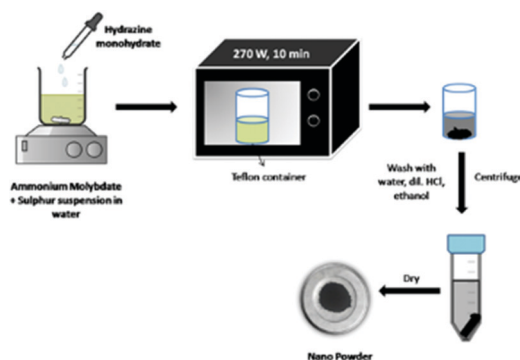 Hydrazine
monohydrate
270 W, 10 min
Teflon container
Ammonium Molybdate
+ Sulphur suspension in
water
Wash with
water, dil. HCl,
ethanol
Centrifuge
Dry
Nano Powder